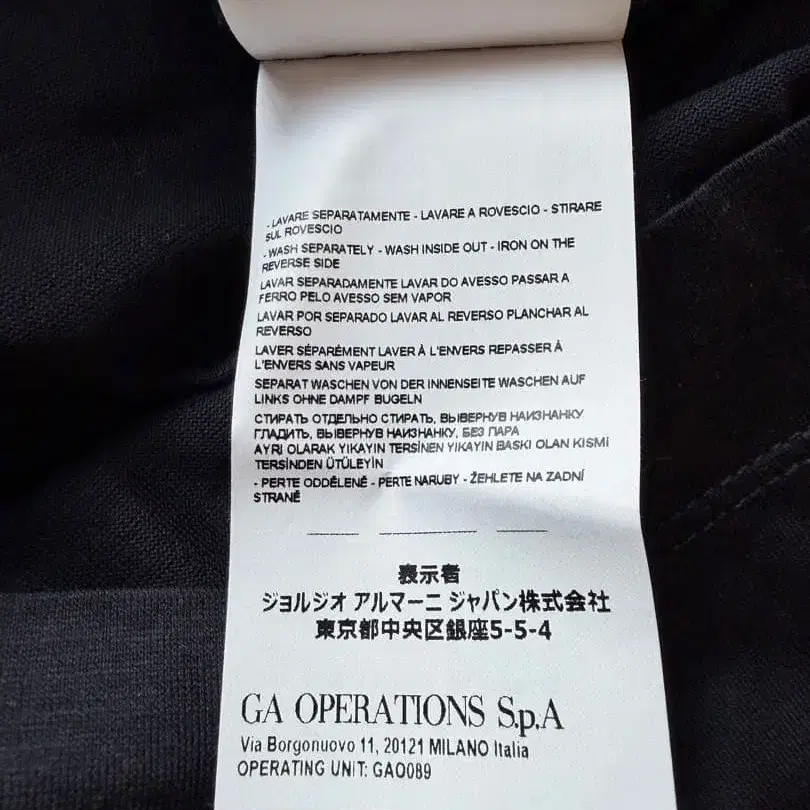 - LAVARE SEPARATAMENTE - LAVARE A ROVESCIO - STIRARE
SUL ROVESCIO
- WASH SEPARATELY - WASH INSIDE OUT - IRON ON THE
REVERSE SIDE
LAVAR SEPARADAMENTE LAVAR DO AVESSO PASSAR A
FERRO PELO AVESSO SEM VAPOR
LAVAR POR SEPARADO LAVAR AL REVERSO PLANCHAR AL
REVERSO
LAVER SÉPARÉMENT LAVER À L'ENVERS REPASSER À
L'ENVERS SANS VAPEUR
SEPARAT WASCHEN VON DER INNENSEITE WASCHEN AUF
LINKS OHNE DAMPF BUGELN
СТИРАТЬ ОТДЕЛЬНО СТИРАТЬ, ВЫВЕРНУВ НАИЗНАНКУ
ГЛАДИТЬ, ВЫВЕРНУВ НАИЗНАНКУ, БЕЗ ПАРА
AYRI OLARAK YIKAYIN TERSİNEN YIKAYIN BASKI OLAN KISMI
TERSİNDEN ÜTÜLEYİN
- PERTE ODDĚLENĚ - PERTE NARUBY - ŽEHLETE NA ZADNÍ
STRANĚ
表示者
ジョルジオ アルマーニ ジャパン株式会社
東京都中央区銀座5-5-4
GA OPERATIONS S.p.A
Via Borgonuovo 11, 20121 MILANO Italia
OPERATING UNIT: GAO089